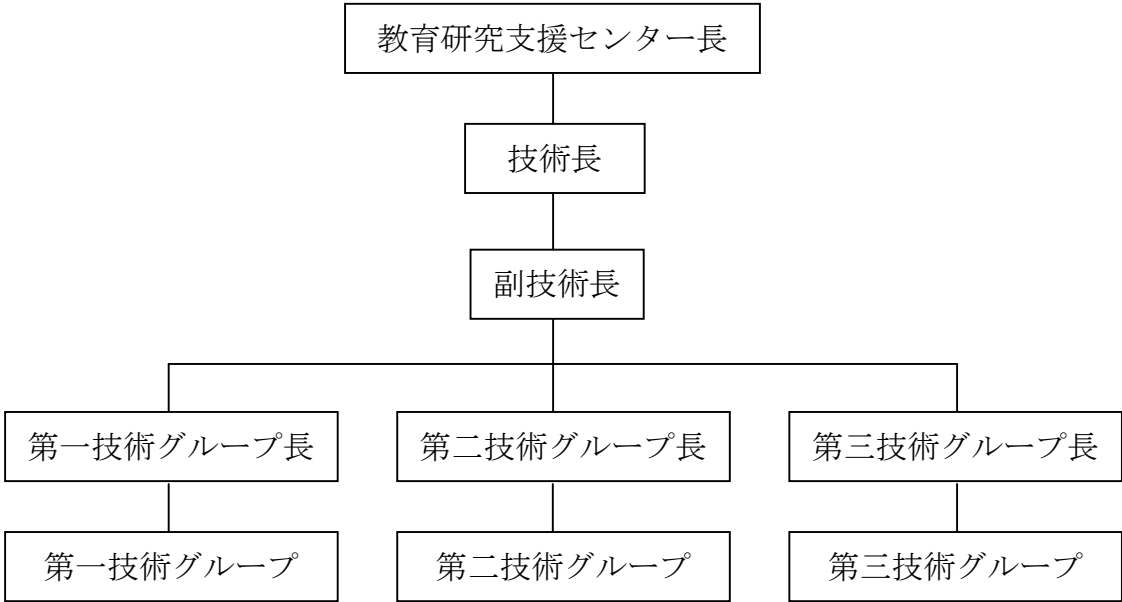 教育研究支援センター長
技術長
副技術長
第一技術グループ長
第二技術グループ長
第三技術グループ長
第一技術グループ
第二技術グループ
第三技術グループ